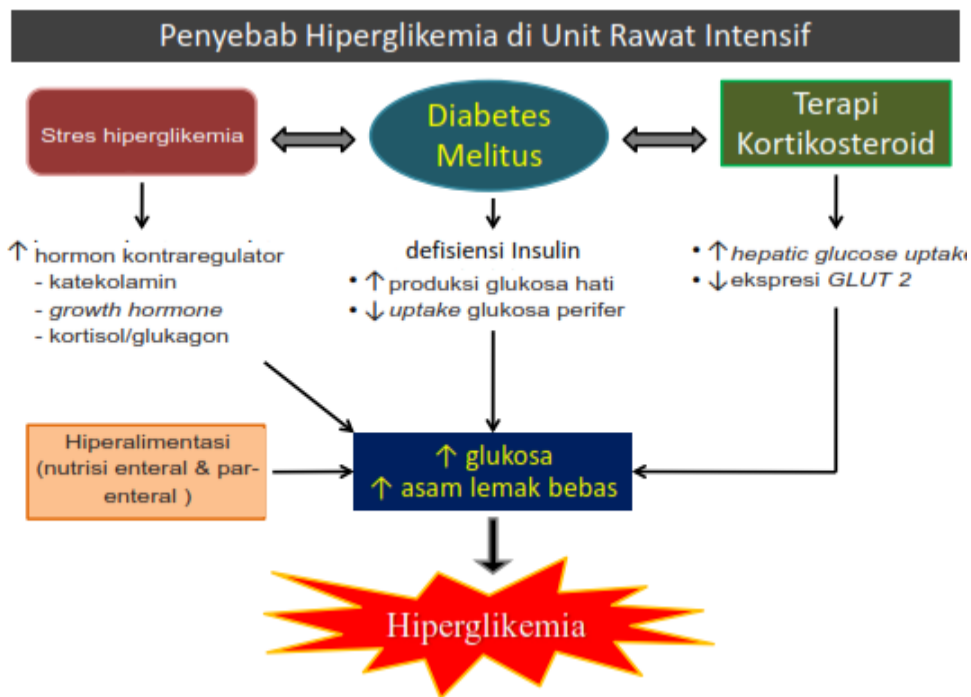 Penyebab Hiperglikemia di Unit Rawat Intensif
Stres hiperglikemia
Diabetes
Melitus
Terapi
Kortikosteroid
↑ hormon kontraregulator
- katekolamin
- growth hormone
- kortisol/glukagon
defisiensi Insulin
• ↑ produksi glukosa hati
• ↓ uptake glukosa perifer
• ↑ hepatic glucose uptake
• ↓ ekspresi GLUT 2
Hiperalimentasi
(nutrisi enteral & par-
enteral )
↑ glukosa
↑ asam lemak bebas
Hiperglikemia